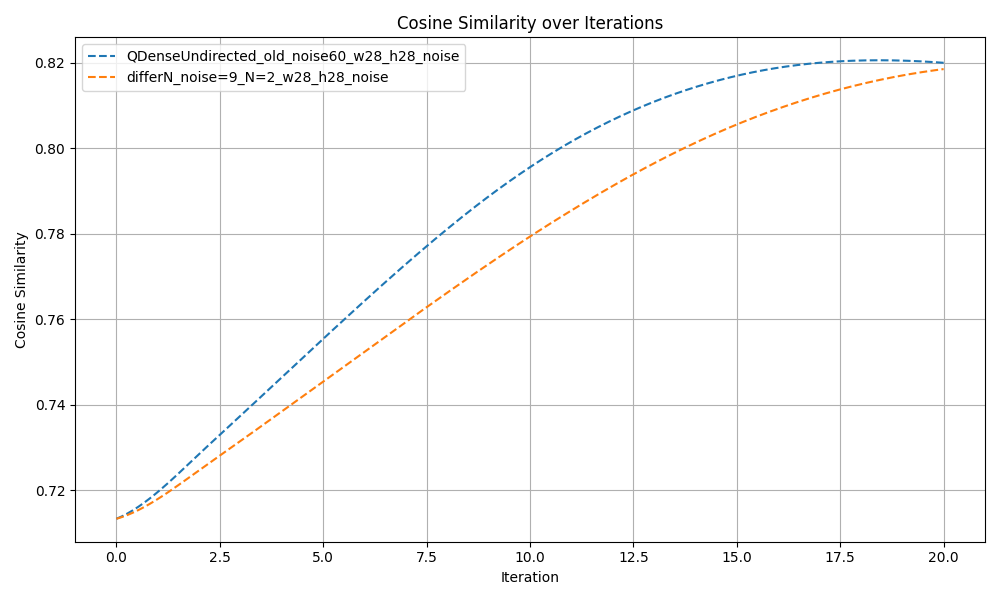 Cosine Similarity over Iterations
QDenseUndirected_old_noise60_w28_h28_noise
differN_noise=9_N=2_w28_h28_noise
Cosine Similarity
0.82
0.80
0.78
0.76
0.74
0.72
0.0 2.5 5.0 7.5 10.0 12.5 15.0 17.5 20.0
Iteration